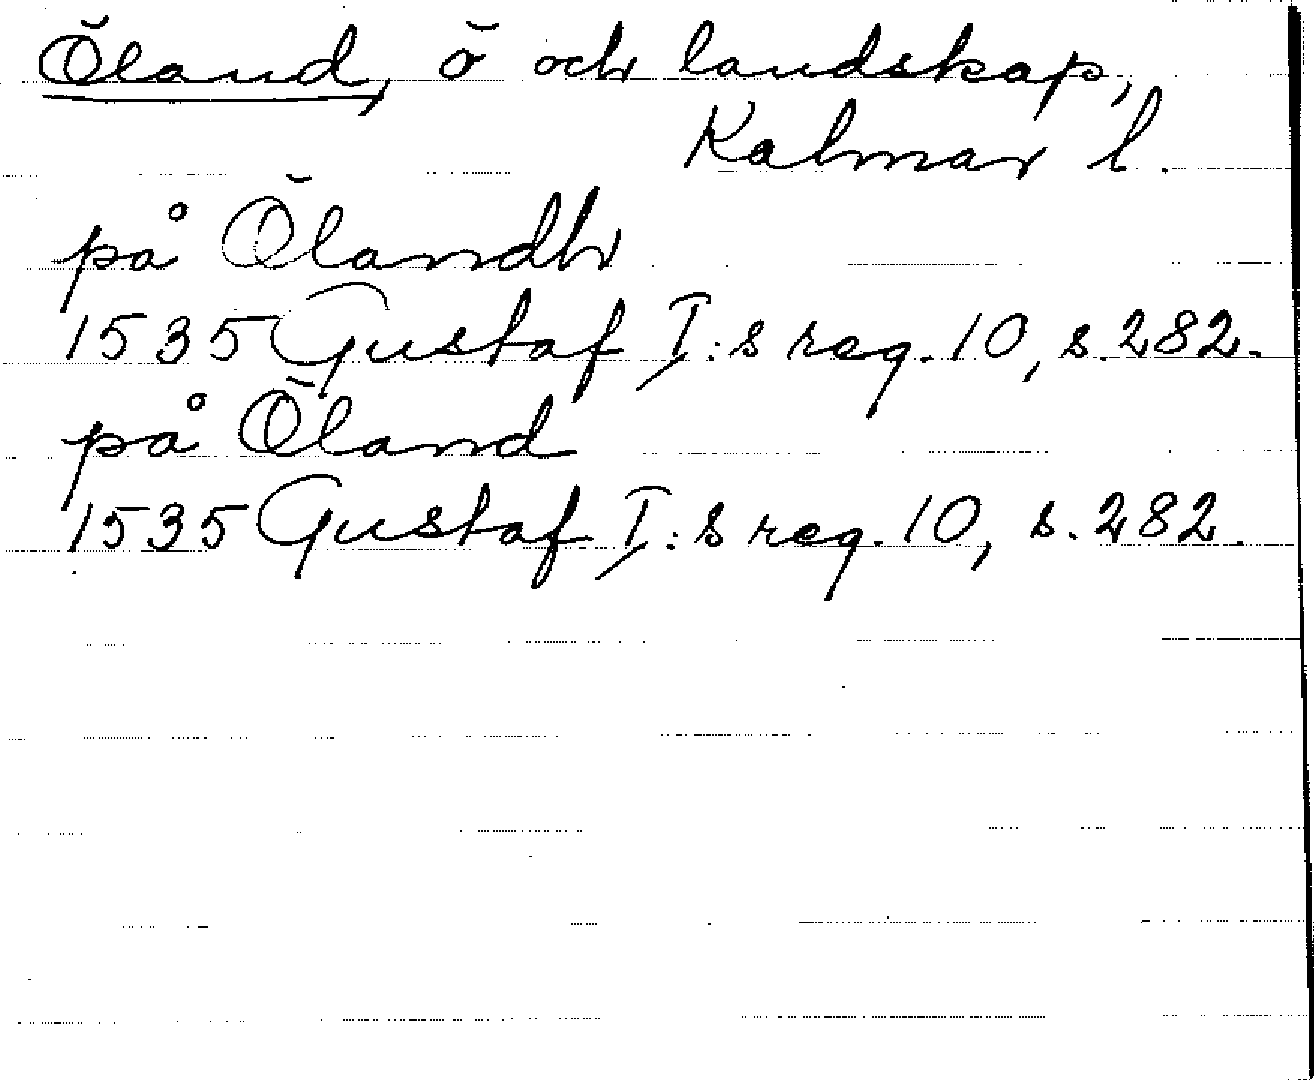 Öland, ö och landskap,
Kalmar l.
på Ölandh
1535 Gustaf I:s reg. 10, s. 282.
på Öland
1535 Gustaf I:s reg. 10, s. 282.